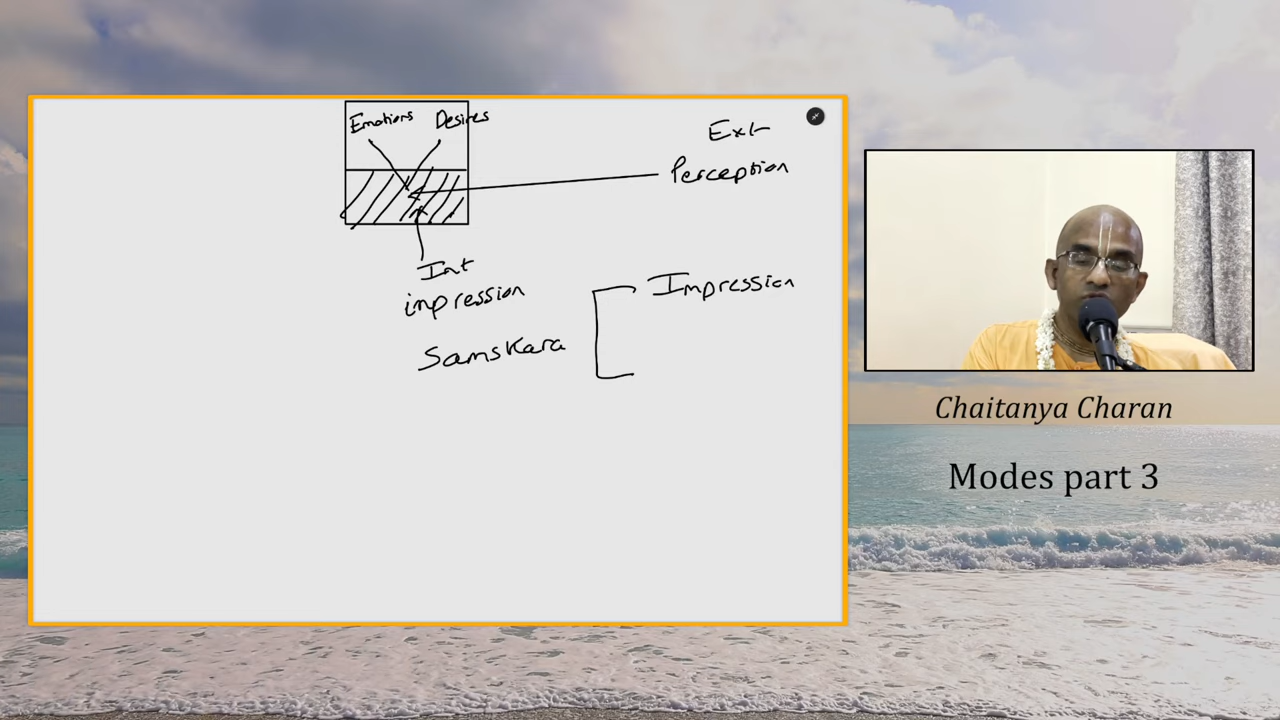 Emotions Desires
Ext
Perception
Int
impression
Samskara
Impression
Chaitanya Charan
Modes part 3